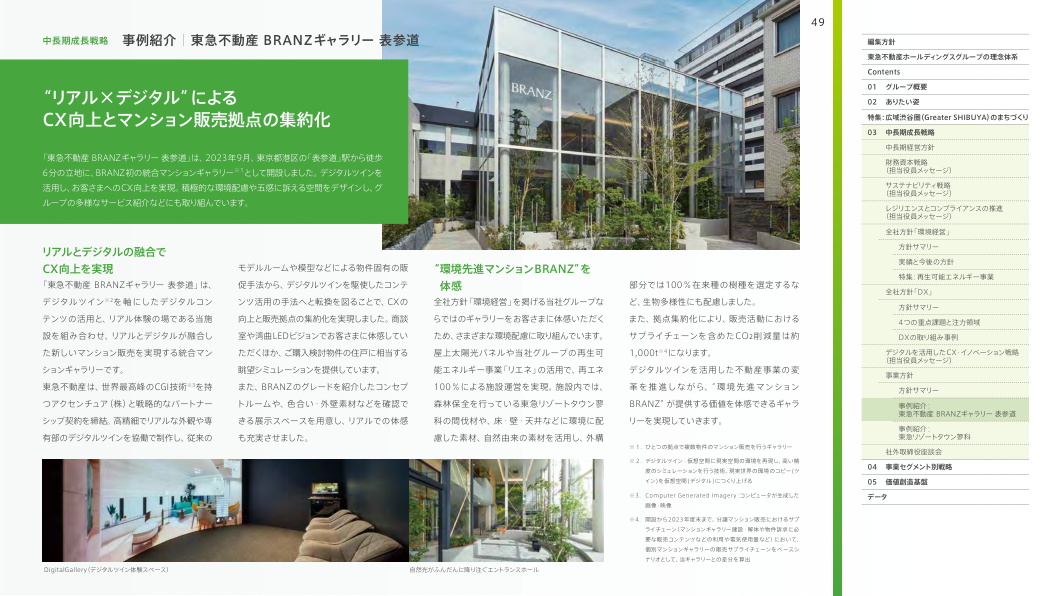 49
中長期成長戦略 事例紹介｜東急不動産 BRANZギャラリー 表参道
“リアル×デジタル”による
CX向上とマンション販売拠点の集約化
「東急不動産 BRANZギャラリー 表参道」は、2023年9月、東京都港区の「表参道」駅から徒歩
6分の立地に、BRANZ初の統合マンションギャラリー※1として開設しました。デジタルツインを
活用し、お客さまへのCX向上を実現。積極的な環境配慮や五感に訴える空間をデザインし、グ
ループの多様なサービス紹介などにも取り組んでいます。
BRANZ
リアルとデジタルの融合で
CX向上を実現
「東急不動産 BRANZギャラリー 表参道」は、
デジタルツイン※2を軸にしたデジタルコン
テンツの活用と、リアル体験の場である当施
設を組み合わせ、リアルとデジタルが融合し
た新しいマンション販売を実現する統合マン
ションギャラリーです。
東急不動産は、世界最高峰のCGI技術※3を持
つアクセンチュア（株）と戦略的なパートナー
シップ契約を締結。高精細でリアルな外観や専
有部のデジタルツインを協働で制作し、従来の
モデルルームや模型などによる物件固有の販
促手法から、デジタルツインを駆使したコンテ
ンツ活用の手法へと転換を図ることで、CXの
向上と販売拠点の集約化を実現しました。商談
室や湾曲LEDビジョンでお客さまに体感してい
ただくほか、ご購入検討物件の住戸に相当する
眺望シミュレーションを提供しています。
また、BRANZのグレードを紹介したコンセプ
トルームや、色合い・外壁素材などを確認で
きる展示スペースを用意し、リアルでの体感
も充実させました。
“環境先進マンションBRANZ”を
体感
全社方針「環境経営」を掲げる当社グループな
らではのギャラリーをお客さまに体感いただく
ため、さまざまな環境配慮に取り組んでいます。
屋上太陽光パネルや当社グループの再生可
能エネルギー事業「リエネ」の活用で、再エネ
100％による施設運営を実現。施設内では、
森林保全を行っている東急リゾートタウン蓼
科の間伐材や、床・壁・天井などに環境に配
慮した素材、自然由来の素材を活用し、外構
部分では100％在来種の樹種を選定するな
ど、生物多様性にも配慮しました。
また、拠点集約化により、販売活動における
サプライチェーンを含めたCO2削減量は約
1,000t※4になります。
デジタルツインを活用した不動産事業の変
革を推進しながら、“環境先進マンション
BRANZ”が提供する価値を体感できるギャラ
リーを実現していきます。
※1. ひとつの拠点で複数物件のマンション販売を行うギャラリー
※2. デジタルツイン：仮想空間に現実空間の環境を再現し、高い精
度のシミュレーションを行う技術。現実世界の環境のコピー（ツ
イン）を仮想空間（デジタル）につくり上げる
※3. Computer Generated Imagery：コンピュータが生成した
画像・映像
※4. 開設から2023年度末まで。分譲マンション販売におけるサプ
ライチェーン（マンションギャラリー建設・解体や物件訴求に必
要な販売コンテンツなどの利用や電気使用量など）において、
個別マンションギャラリーの販売サプライチェーンをベースシ
ナリオとして、当ギャラリーとの差分を算出
DigitalGallery（デジタルツイン体験スペース）
自然光がふんだんに降り注ぐエントランスホール
編集方針
東急不動産ホールディングスグループの理念体系
Contents
01 グループ概要
02 ありたい姿
特集：広域渋谷圏（Greater SHIBUYA）のまちづくり
03 中長期成長戦略
中長期経営方針
財務資本戦略
（担当役員メッセージ）
サステナビリティ戦略
（担当役員メッセージ）
レジリエンスとコンプライアンスの推進
（担当役員メッセージ）
全社方針「環境経営」
方針サマリー
実績と今後の方針
特集：再生可能エネルギー事業
全社方針「DX」
方針サマリー
4つの重点課題と注力領域
DXの取り組み事例
デジタルを活用したCX・イノベーション戦略
（担当役員メッセージ）
事業方針
方針サマリー
事例紹介：
東急不動産 BRANZギャラリー 表参道
事例紹介：
東急リゾートタウン蓼科
社外取締役座談会
04 事業セグメント別戦略
05 価値創造基盤
データ